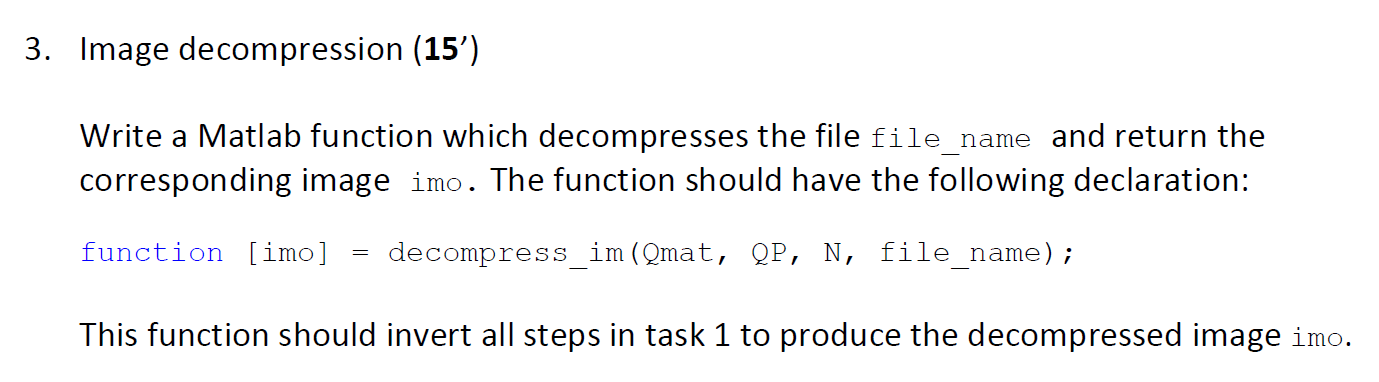 3. Image decompression (15’)
Write a Matlab function which decompresses the file file_name and return the
corresponding image imo. The function should have the following declaration:
function [imo] = decompress_im(Qmat, QP, N, file_name);
This function should invert all steps in task 1 to produce the decompressed image imo.